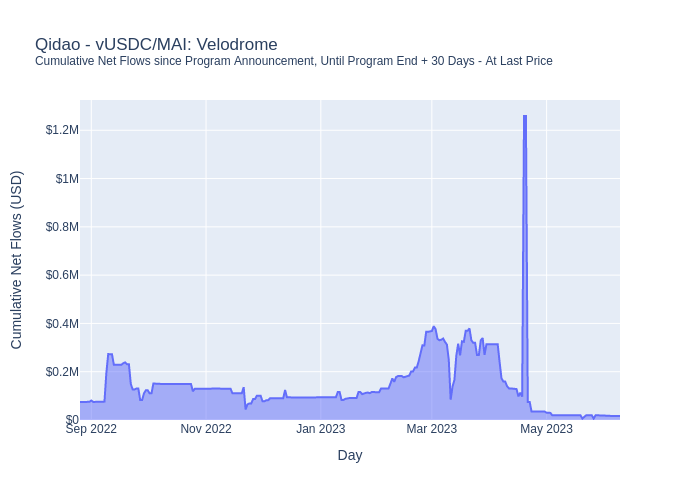 Qidao - vUSDC/MAI: Velodrome
Cumulative Net Flows since Program Announcement, Until Program End + 30 Days - At Last Price
Cumulative Net Flows (USD)
$1.2M
$1M
$0.8M
$0.6M
$0.4M
$0.2M
$0
Sep 2022
Nov 2022
Jan 2023
Mar 2023
May 2023
Day